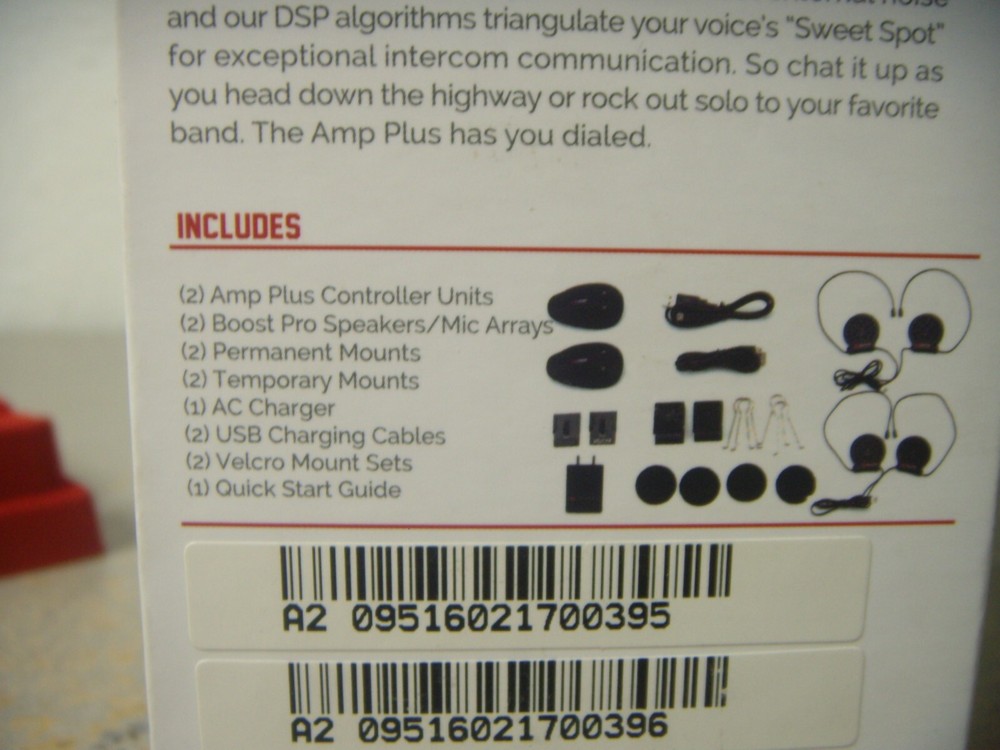 noise
and our DSP algorithms triangulate your voice's "Sweet Spot"
for exceptional intercom communication. So chat it up as
you head down the highway or rock out solo to your favorite
band. The Amp Plus has you dialed.
INCLUDES
(2) Amp Plus Controller Units
(2) Boost Pro Speakers/Mic Arrays
(2) Permanent Mounts
(2) Temporary Mounts
(1) AC Charger
(2) USB Charging Cables
(2) Velcro Mount Sets
(1) Quick Start Guide
A2 09516021700395
A2 09516021700396